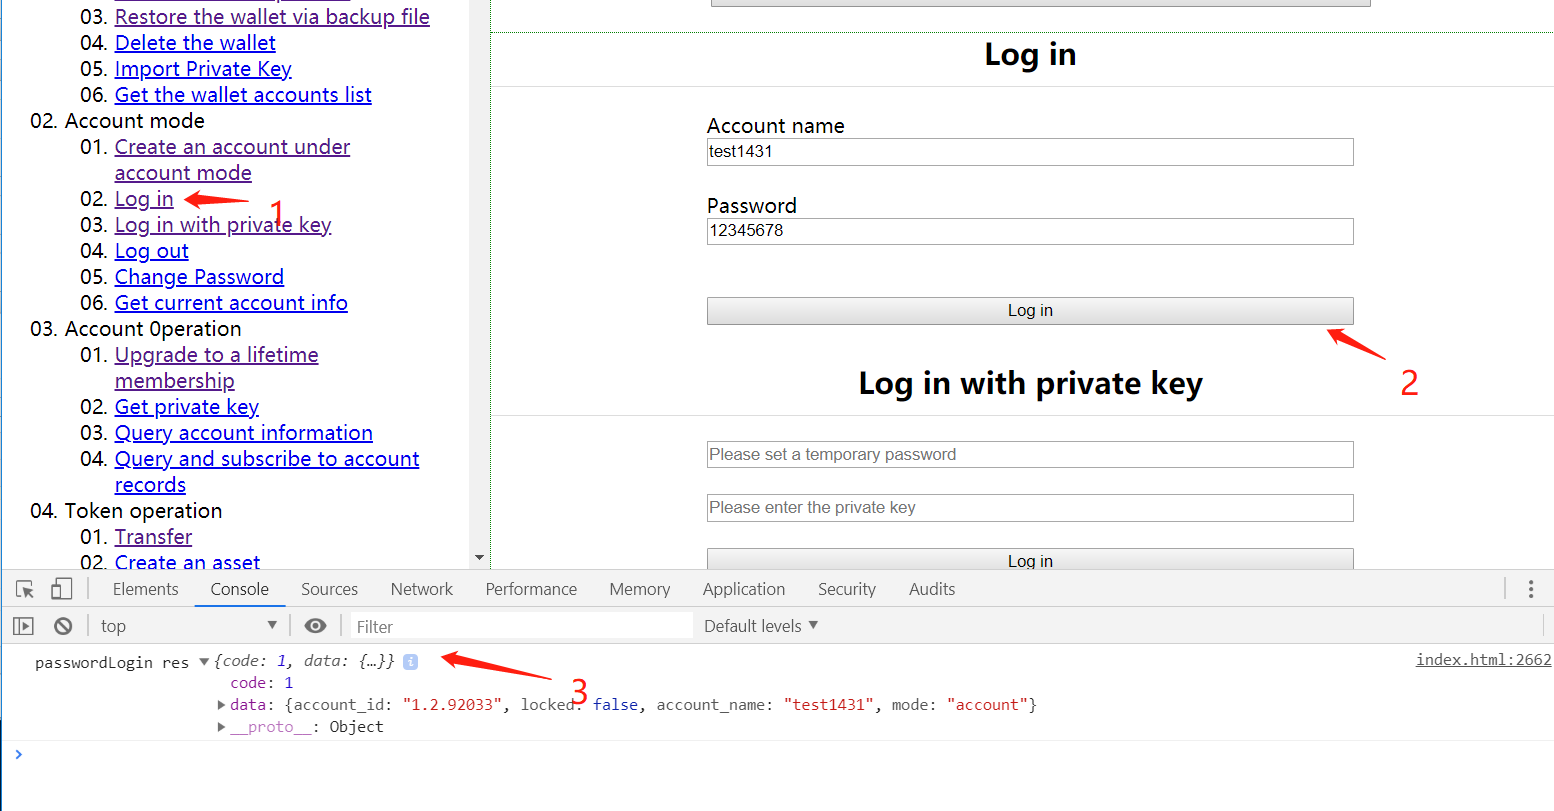 03. Restore the wallet via backup file
04. Delete the wallet
05. Import Private Key
06. Get the wallet accounts list
02. Account mode
01. Create an account under
account mode
02. Log in
1
03. Log in with private key
04. Log out
05. Change Password
06. Get current account info
03. Account 0peration
01. Upgrade to a lifetime
membership
02. Get private key
03. Query account information
04. Query and subscribe to account
records
04. Token operation
01. Transfer
02. Create an asset
Log in
Account name
test1431
Password
12345678
Log in
2
Log in with private key
Please set a temporary password
Please enter the private key
Log in
Elements Console Sources Network Performance Memory Application Security Audits
top Filter Default levels
passwordLogin res {code: 1, data: {…}} i index.html:2662
3
code: 1
data: {account_id: "1.2.92033", locked: false, account_name: "test1431", mode: "account"}
__proto__: Object